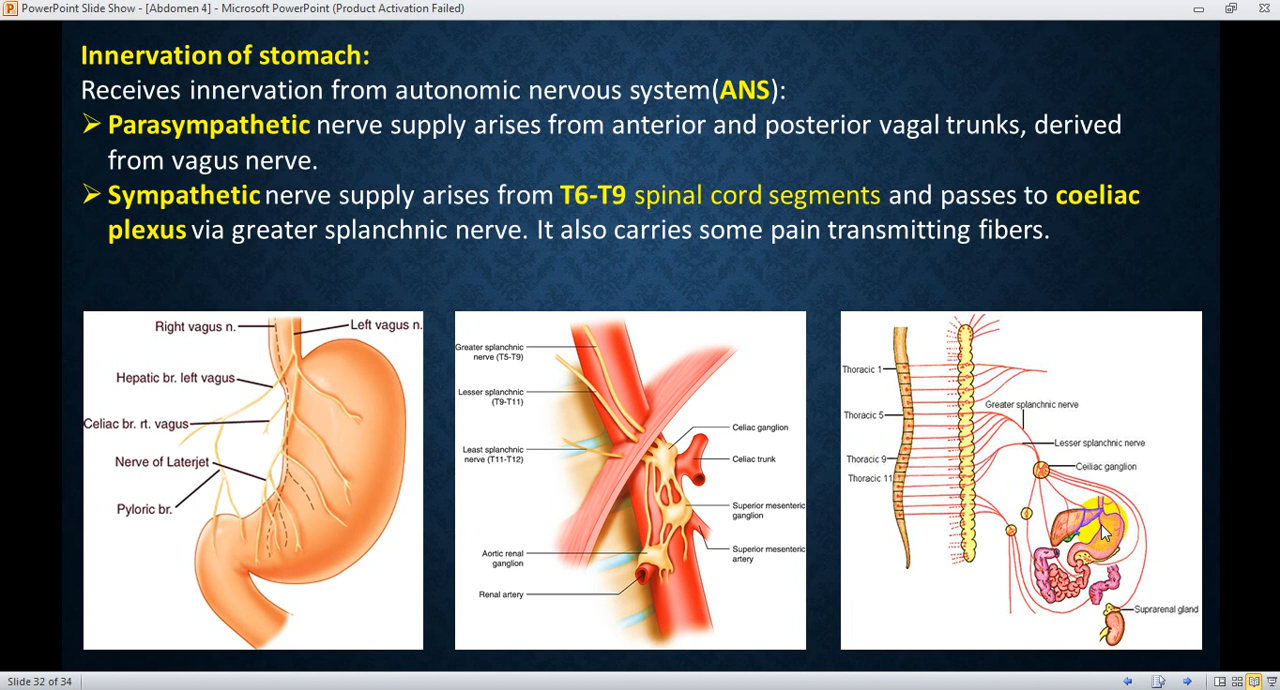 PowerPoint Slide Show - [Abdomen 4] - Microsoft PowerPoint (Product Activation Failed)
Innervation of stomach:
Receives innervation from autonomic nervous system(ANS):
Parasympathetic nerve supply arises from anterior and posterior vagal trunks, derived
from vagus nerve.
Sympathetic nerve supply arises from T6-T9 spinal cord segments and passes to coeliac
plexus via greater splanchnic nerve. It also carries some pain transmitting fibers.
Right vagus n.
Left vagus n.
Hepatic br. left vagus
Celiac br. rt. vagus
Nerve of Laterjet
Pyloric br.
Greater splanchnic
nerve (T5-T9)
Lesser splanchnic
(T9-T11)
Least splanchnic
nerve (T11-T12)
Celiac ganglion
Celiac trunk
Superior mesenteric
ganglion
Superior mesenteric
artery
Aortic renal
ganglion
Renal artery
Thoracic 1
Greater splanchnic nerve
Thoracic 5
Lesser splanchnic nerve
Thoracic 9
Ceiliac ganglion
Thoracic 11
Suprarenal gland
Slide 32 of 34